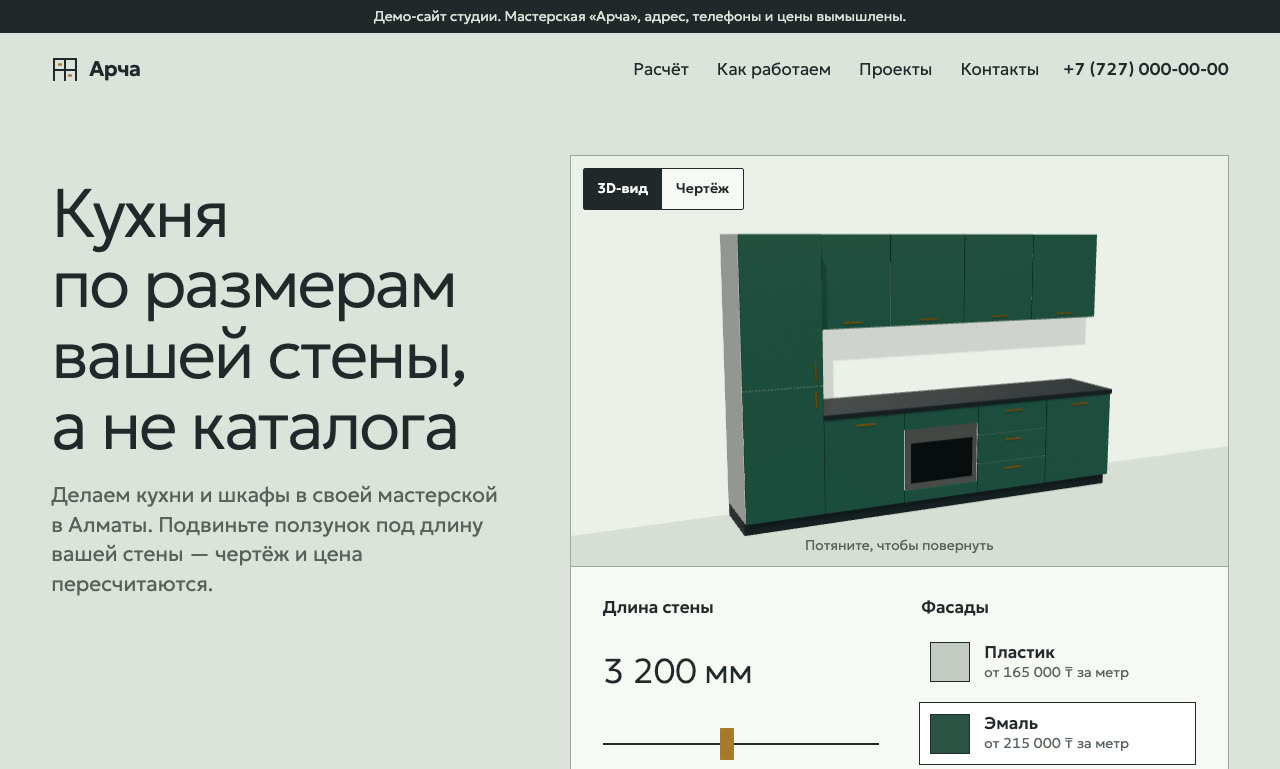 Демо-сайт студии. Мастерская «Арча», адрес, телефоны и цены вымышлены.
Арча
Расчёт Как работаем Проекты Контакты +7 (727) 000-00-00
Кухня
по размерам
вашей стены,
а не каталога
Делаем кухни и шкафы в своей мастерской
в Алматы. Подвиньте ползунок под длину
вашей стены — чертёж и цена
пересчитаются.
3D-вид Чертёж
Потяните, чтобы повернуть
Длина стены
3 200 мм
Фасады
Пластик
от 165 000 ₸ за метр
Эмаль
от 215 000 ₸ за метр